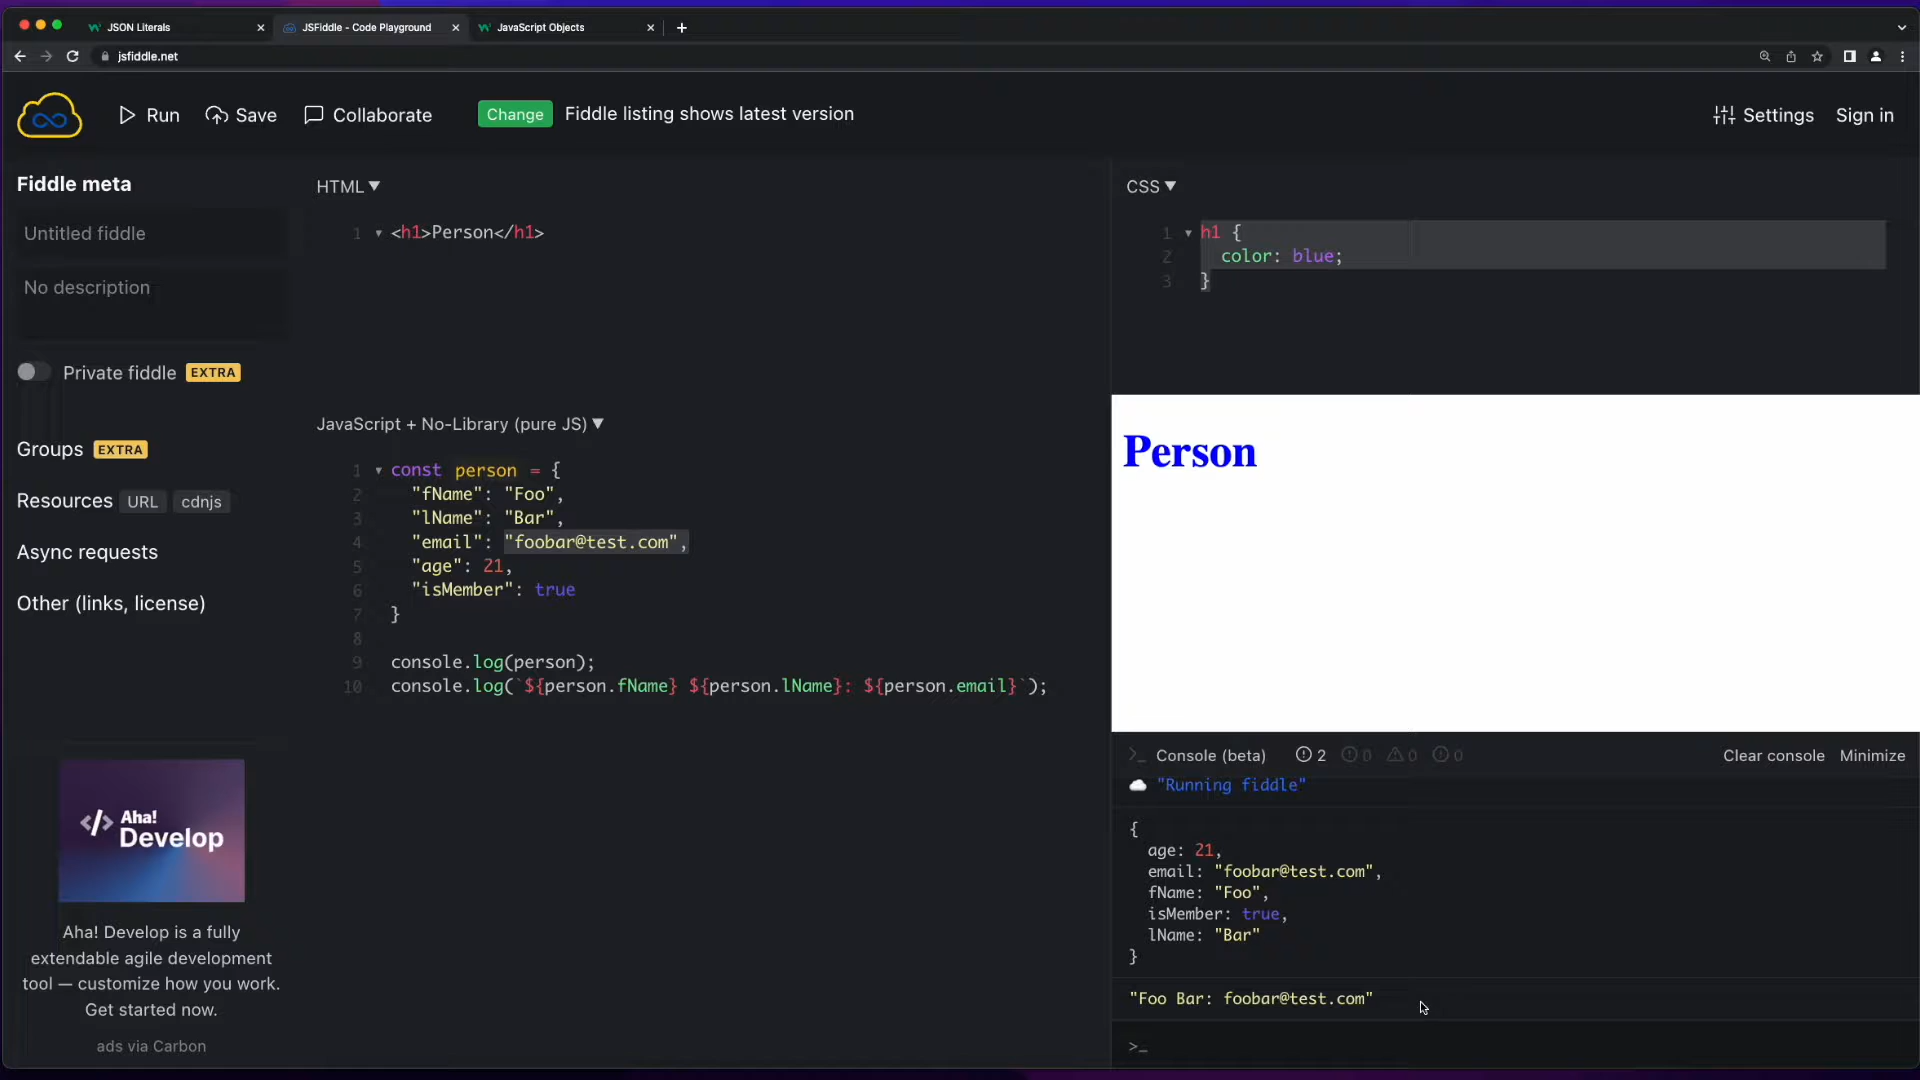 JSON Literals
JSFiddle - Code Playground
JavaScript Objects
jsfiddle.net
Run
Save
Collaborate
Change
Fiddle listing shows latest version
Settings
Sign in
Fiddle meta
Untitled fiddle
No description
Private fiddle EXTRA
Groups EXTRA
Resources URL cdnjs
Async requests
Other (links, license)
</> Aha!
Develop
Aha! Develop is a fully
extendable agile development
tool — customize how you work.
Get started now.
ads via Carbon
HTML ▼
1 <h1>Person</h1>
JavaScript + No-Library (pure JS) ▼
1 const person = {
2 "fName": "Foo",
3 "lName": "Bar",
4 "email": "foobar@test.com",
5 "age": 21,
6 "isMember": true
7 }
8
9 console.log(person);
10 console.log(`${person.fName} ${person.lName}: ${person.email}`);
CSS ▼
1 h1 {
2 color: blue;
3 }
Person
>_ Console (beta) 2 0 0 0 Clear console Minimize
"Running fiddle"
{
age: 21,
email: "foobar@test.com",
fName: "Foo",
isMember: true,
lName: "Bar"
}
"Foo Bar: foobar@test.com"
>_